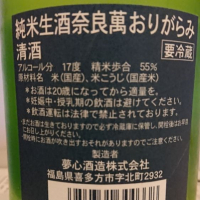 純米生酒奈良萬おりがらみ
清酒
要冷蔵
アルコール分 17度 精米歩合 55%
原材料名 米(国産)、米こうじ(国産米)
●お酒は20歳になってから適量を、
●妊娠中・授乳期の飲酒は避けてください。
●飲酒運転は法律で禁止されております。
製造者
夢心酒造株式会社
福島県喜多方市字北町2932